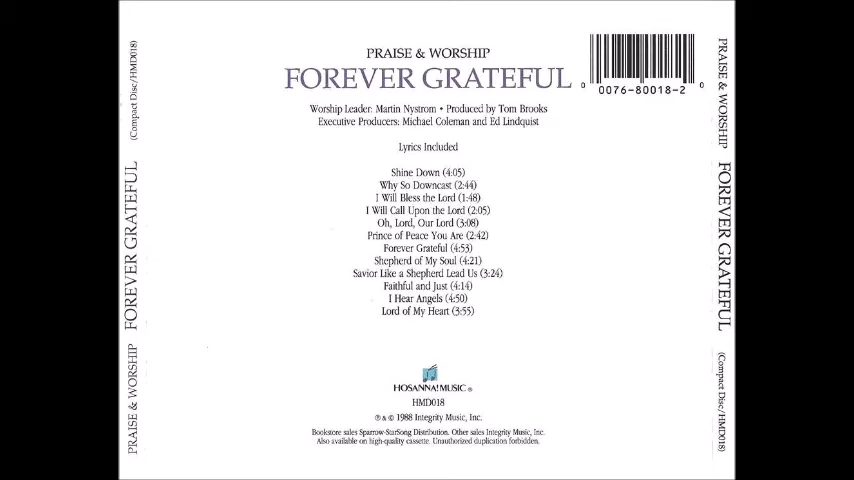 (Compact Disc/HMD018)
FOREVER GRATEFUL
PRAISE & WORSHIP
PRAISE & WORSHIP
FOREVER GRATEFUL
0 0076-80018-2 0
Worship Leader: Martin Nystrom • Produced by Tom Brooks
Executive Producers: Michael Coleman and Ed Lindquist
Lyrics Included
Shine Down (4:05)
Why So Downcast (2:44)
I Will Bless the Lord (1:48)
I Will Call Upon the Lord (2:05)
Oh, Lord, Our Lord (3:08)
Prince of Peace You Are (2:42)
Forever Grateful (4:53)
Shepherd of My Soul (4:21)
Savior Like a Shepherd Lead Us (3:24)
Faithful and Just (4:14)
I Hear Angels (4:50)
Lord of My Heart (3:55)
HOSANNA! MUSIC®
HMD018
℗ & © 1988 Integrity Music, Inc.
Bookstore sales Sparrow-StarSong Distribution. Other sales Integrity Music, Inc.
Also available on high-quality cassette. Unauthorized duplication forbidden.
PRAISE & WORSHIP
FOREVER GRATEFUL
(Compact Disc/HMD018)